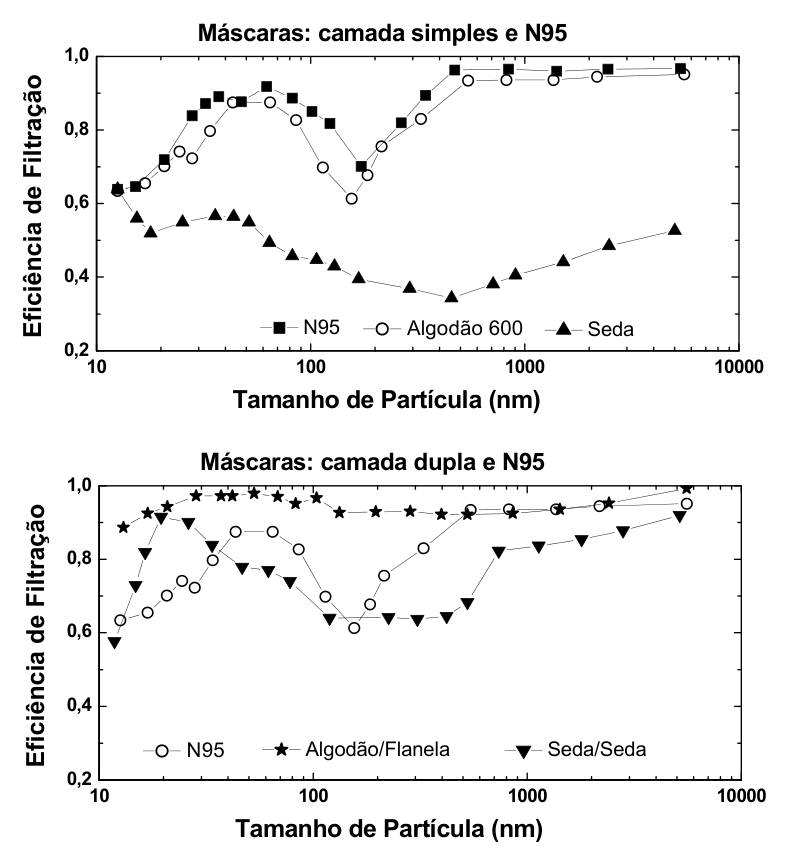 Máscaras: camada simples e N95
1,0
0,8
0,6
0,4
0,2
Eficiência de Filtração
N95 Algodão 600 Seda
10 100 1000 10000
Tamanho de Partícula (nm)
Máscaras: camada dupla e N95
1,0
0,8
0,6
0,4
0,2
Eficiência de Filtração
N95 Algodão/Flanela Seda/Seda
10 100 1000 10000
Tamanho de Partícula (nm)